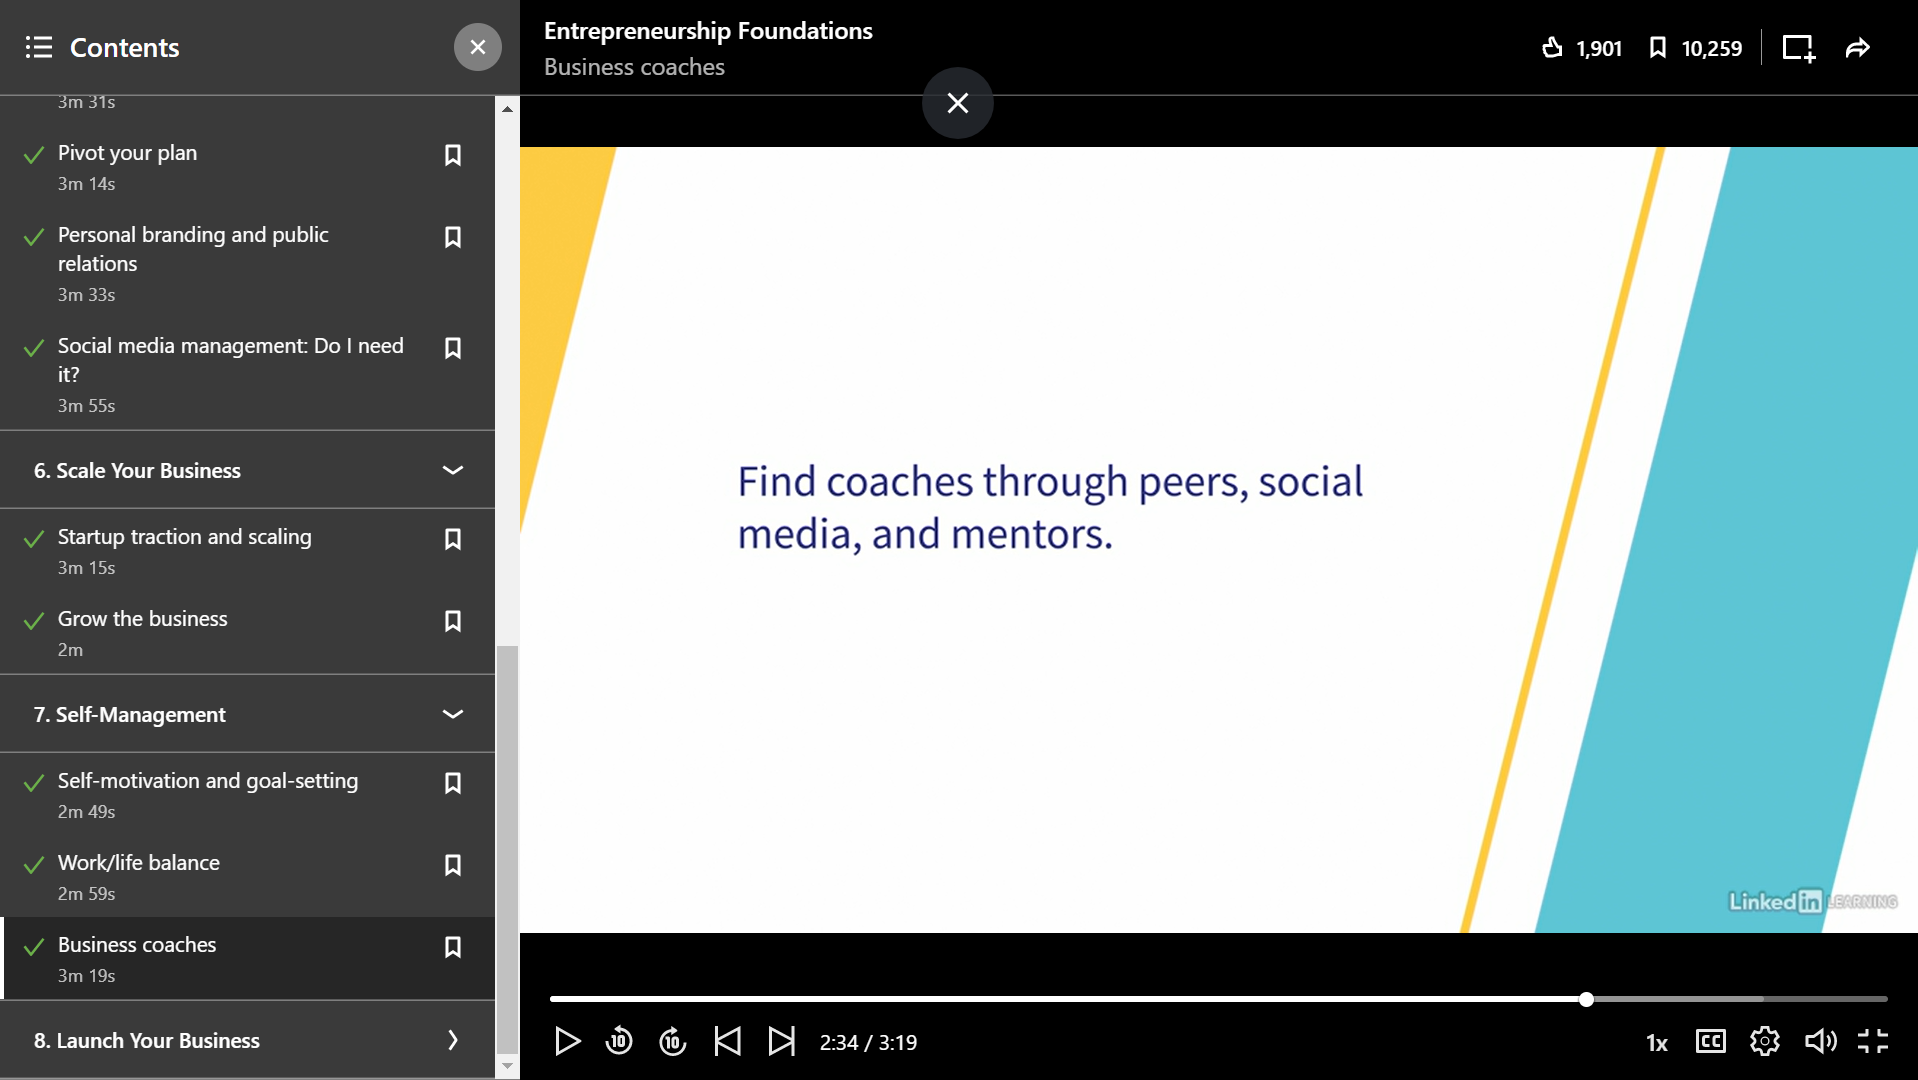 Contents
3m 31s
Pivot your plan
3m 14s
Personal branding and public
relations
3m 33s
Social media management: Do I need
it?
3m 55s
6. Scale Your Business
Startup traction and scaling
3m 15s
Grow the business
2m
7. Self-Management
Self-motivation and goal-setting
2m 49s
Work/life balance
2m 59s
Business coaches
3m 19s
8. Launch Your Business
Entrepreneurship Foundations
Business coaches
1,901
10,259
Find coaches through peers, social
media, and mentors.
LinkedIn LEARNING
10
10
2:34 / 3:19
1x
CC